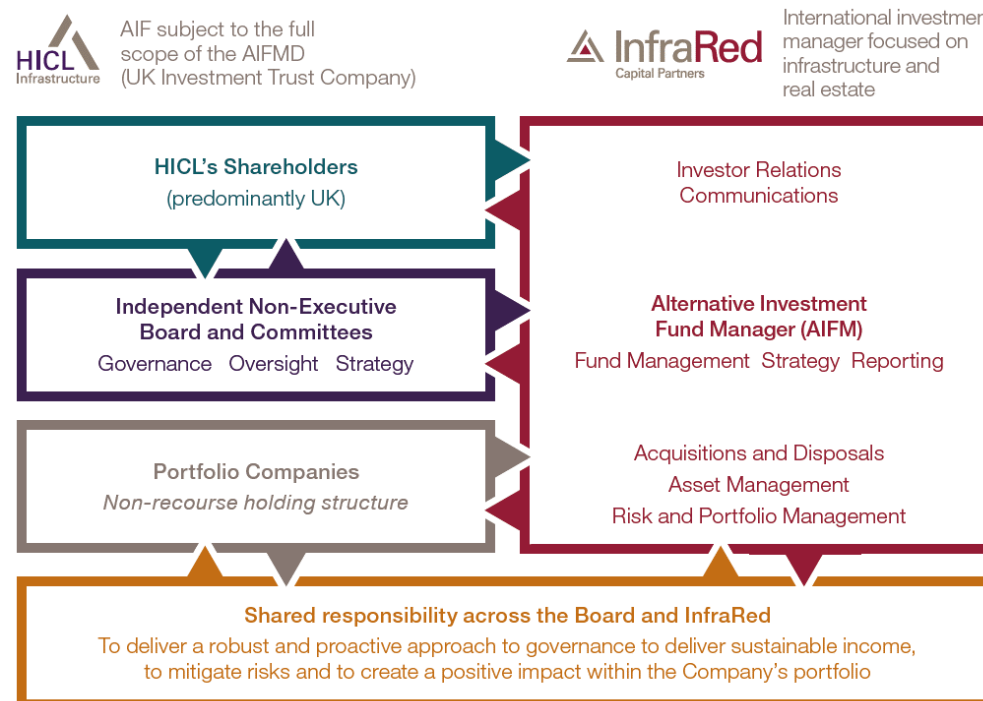 HICL
Infrastructure
AIF subject to the full
scope of the AIFMD
(UK Investment Trust Company)
InfraRed
Capital Partners
International
manager focused on
infrastructure and
real estate
HICL's Shareholders
(predominantly UK)
Independent Non-Executive
Board and Committees
Governance Oversight Strategy
Portfolio Companies
Non-recourse holding structure
Investor Relations
Communications
Alternative Investment
Fund Manager (AIFM)
Fund Management Strategy Reporting
Acquisitions and Disposals
Asset Management
Risk and Portfolio Management
Shared responsibility across the Board and InfraRed
To deliver a robust and proactive approach to governance to deliver sustainable income,
to mitigate risks and to create a positive impact within the Company's portfolio